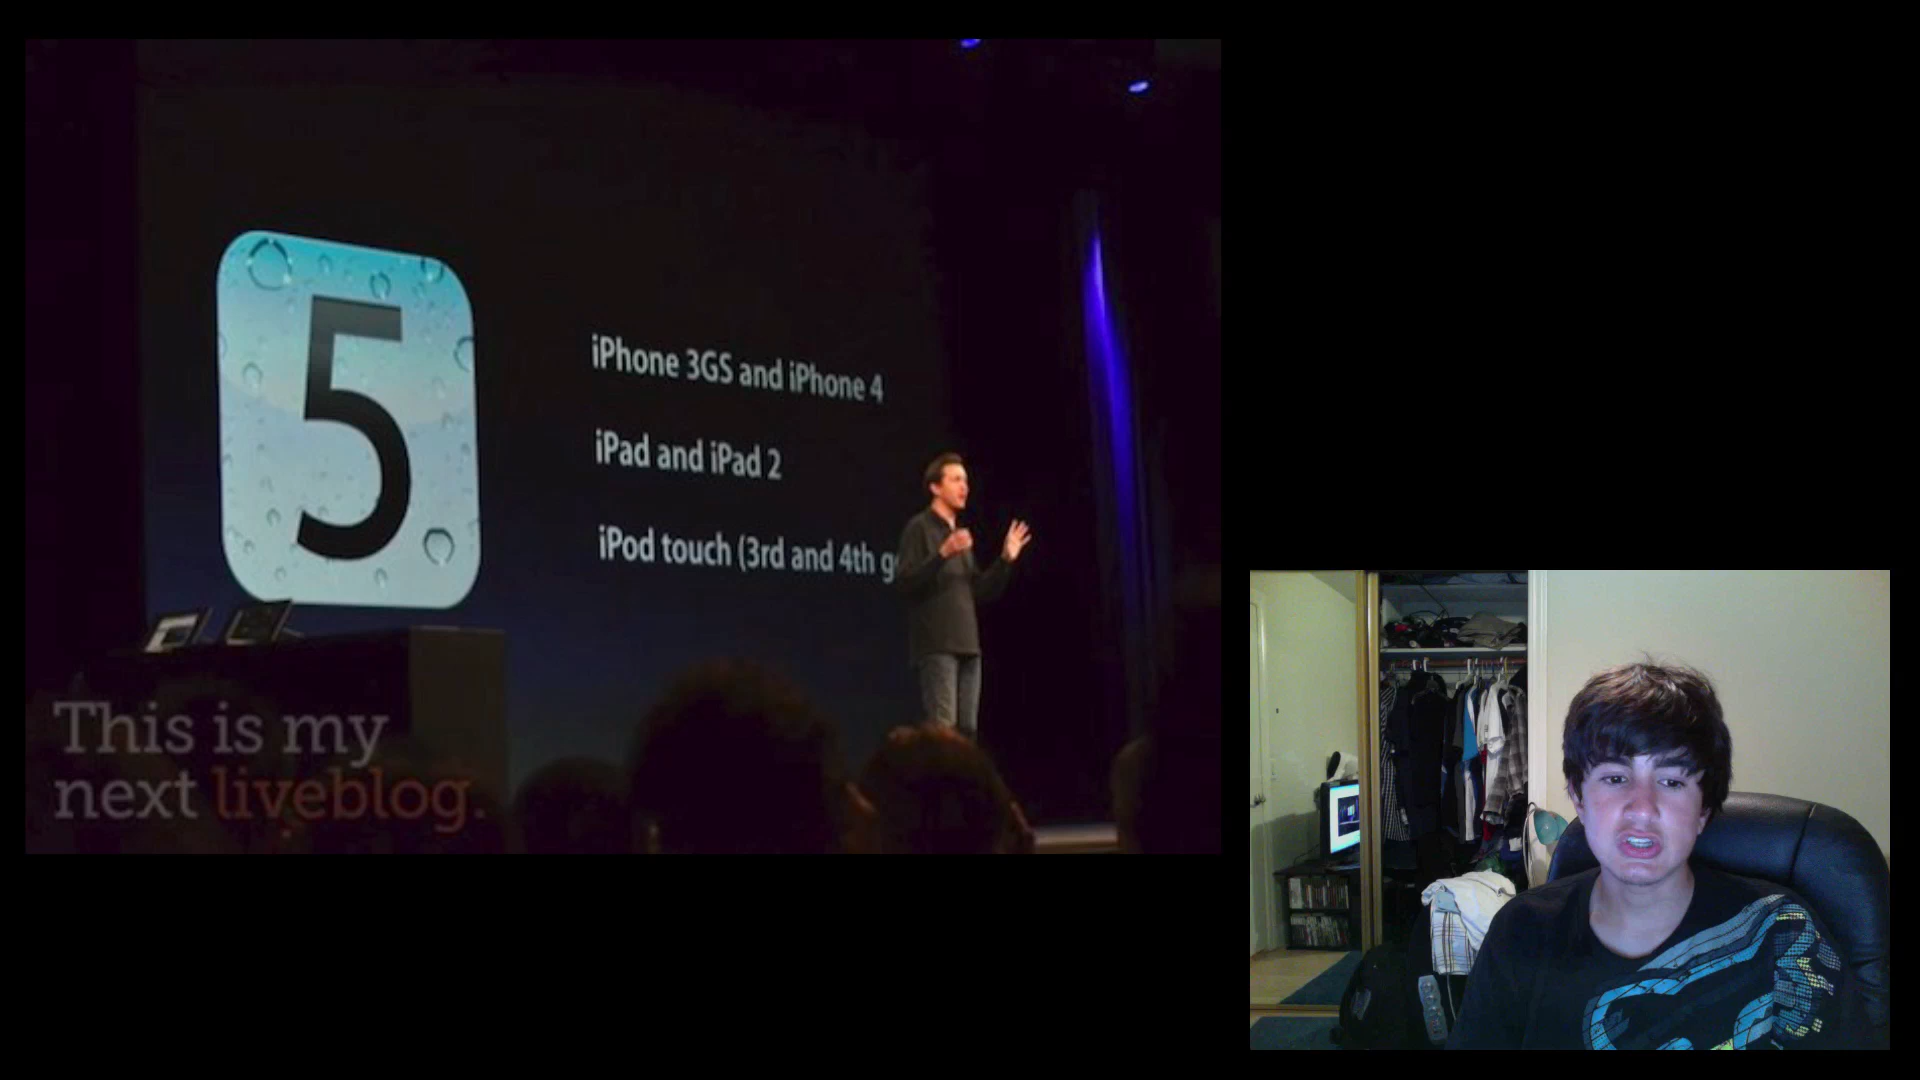 5
iPhone 3GS and iPhone 4
iPad and iPad 2
iPod touch (3rd and 4th
This is my
next liveblog.